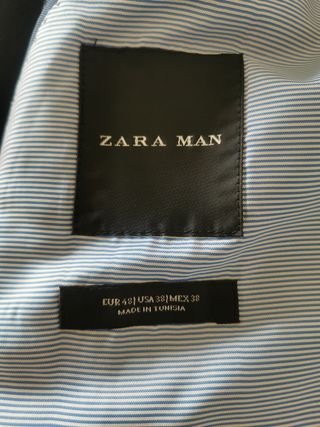 ZARA MAN
EUR 48|USA 38|MEX 38
MADE IN TUNISIA